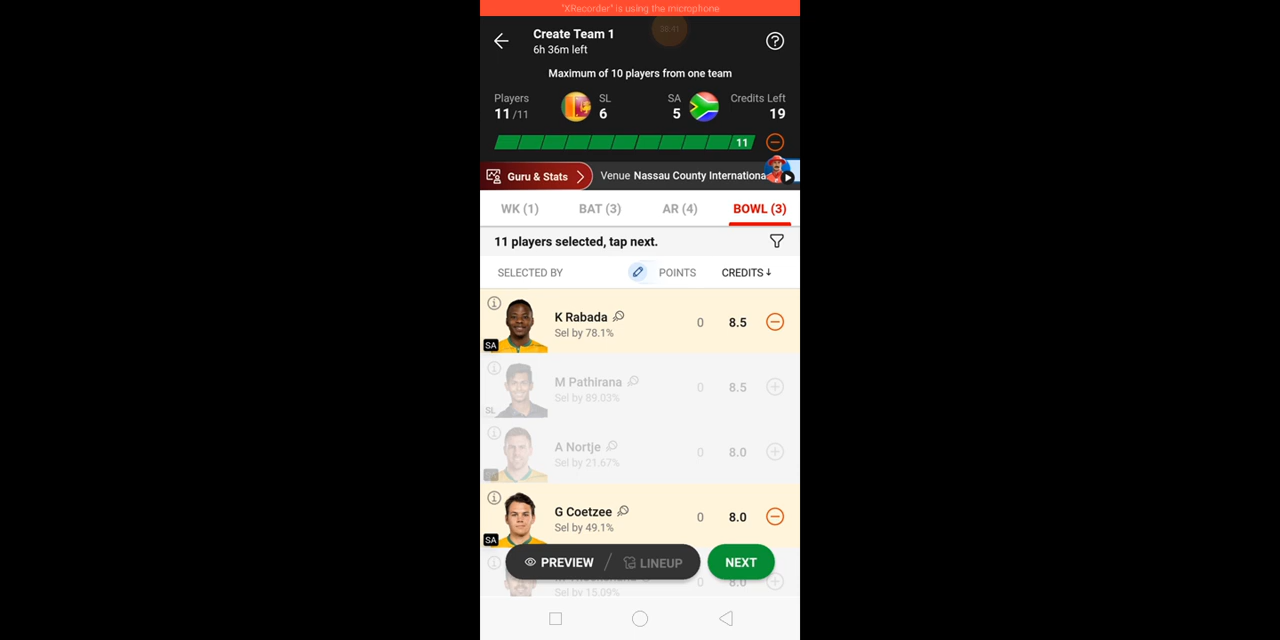 "XRecorder" is using the microphone
36:41
Create Team 1
6h 36m left
Maximum of 10 players from one team
Players
11 /11
SL
6
SA
5
Credits Left
19
11
Guru & Stats
Venue Nassau County Internationa
WK (1) BAT (3) AR (4) BOWL (3)
11 players selected, tap next.
SELECTED BY POINTS CREDITS↓
K Rabada
Sel by 78.1%
0 8.5
SA
M Pathirana
Sel by 89.03%
0 8.5
SL
A Nortje
Sel by 21.67%
0 8.0
G Coetzee
Sel by 49.1%
0 8.0
SA
PREVIEW / LINEUP
NEXT
0 8.0
Sel by 15.09%